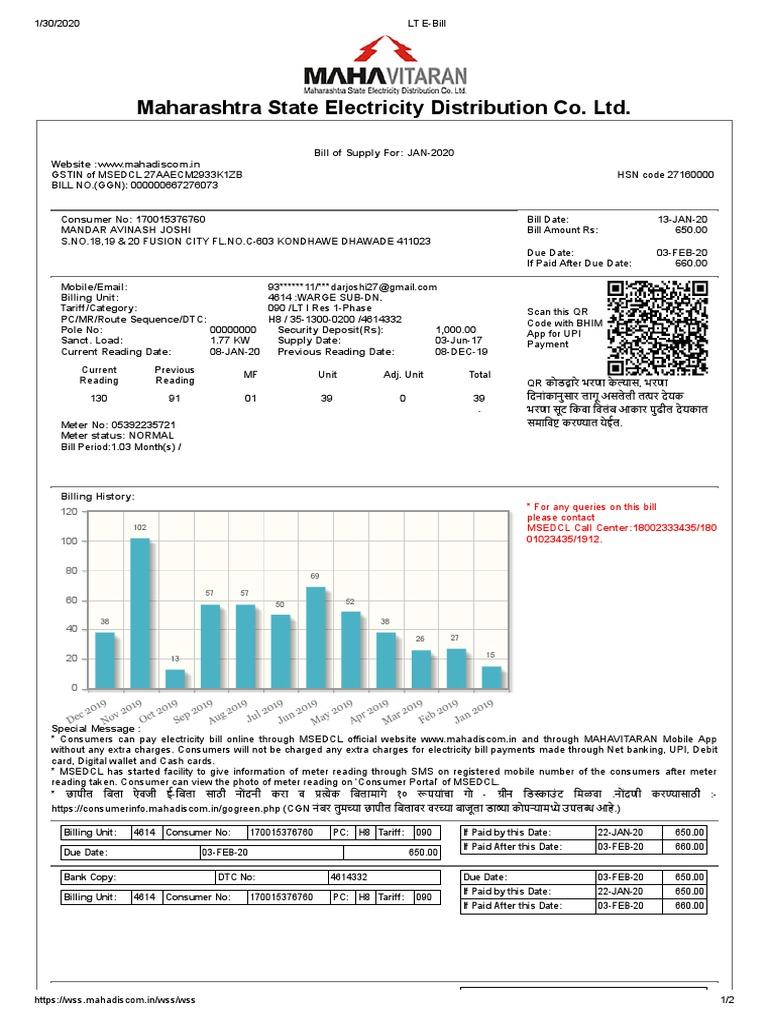 1/30/2020 LT E-Bill
MAHAVITARAN
Maharashtra State Electricity Distribution Co. Ltd.
Maharashtra State Electricity Distribution Co. Ltd.
Bill of Supply For: JAN-2020
Website :www.mahadiscom.in
GSTIN of MSEDCL 27AAECM2933K1ZB HSN code 27160000
BILL NO.(GGN): 000000667276073
Consumer No: 170015376760 Bill Date: 13-JAN-20
MANDAR AVINASH JOSHI Bill Amount Rs: 650.00
S.NO.18,19 & 20 FUSION CITY FL.NO.C-603 KONDHAWE DHAWADE 411023
Due Date: 03-FEB-20
If Paid After Due Date: 660.00
Mobile/Email: 93******11/***darjoshi27@gmail.com
Billing Unit: 4614 :WARGE SUB-DN.
Tariff/Category: 090 /LT I Res 1-Phase
PC/MR/Route Sequence/DTC: H8 / 35-1300-0200 /4614332
Pole No: 00000000 Security Deposit(Rs): 1,000.00
Sanct. Load: 1.77 KW Supply Date: 03-Jun-17
Current Reading Date: 08-JAN-20 Previous Reading Date: 08-DEC-19
Scan this QR
Code with BHIM
App for UPI
Payment
Current Reading Previous Reading MF Unit Adj. Unit Total
130 91 01 39 0 39
.
QR कोडद्वारे भरणा केल्यास, भरणा
दिनांकानुसार लागू असलेली तत्पर देयक
भरणा सूट किंवा विलंब आकार पुढील देयकात
समाविष्ट करण्यात येईल.
Meter No: 05392235721
Meter status: NORMAL
Bill Period:1.03 Month(s) /
Billing History:
* For any queries on this bill
please contact
MSEDCL Call Center:18002333435/180
01023435/1912.
120
100
80
60
40
20
0
38 102 13 57 57 50 69 52 38 26 27 15
Dec 2019 Nov 2019 Oct 2019 Sep 2019 Aug 2019 Jul 2019 Jun 2019 May 2019 Apr 2019 Mar 2019 Feb 2019 Jan 2019
Special Message :
* Consumers can pay electricity bill online through MSEDCL official website www.mahadiscom.in and through MAHAVITARAN Mobile App
without any extra charges. Consumers will not be charged any extra charges for electricity bill payments made through Net banking, UPI, Debit
card, Digital wallet and Cash cards.
* MSEDCL has started facility to give information of meter reading through SMS on registered mobile number of the consumers after meter
reading taken. Consumer can view the photo of meter reading on 'Consumer Portal' of MSEDCL.
* छापील बिला ऐवजी ई-बिला साठी नोंदनी करा व प्रत्येक बिलामागे १० रूपयांचा गो - ग्रीन डिस्काउंट मिळवा .नोंदणी करण्यासाठी :-
https://consumerinfo.mahadiscom.in/gogreen.php (CGN नंबर तुमच्या छापील बिलावर वरच्या बाजूला डाव्या कोपऱ्यामध्ये उपलब्ध आहे.)
Billing Unit: 4614 Consumer No: 170015376760 PC: H8 Tariff: 090
Due Date: 03-FEB-20 650.00
If Paid by this Date: 22-JAN-20 650.00
If Paid After this Date: 03-FEB-20 660.00
Bank Copy: DTC No: 4614332
Billing Unit: 4614 Consumer No: 170015376760 PC: H8 Tariff: 090
Due Date: 03-FEB-20 650.00
If Paid by this Date: 22-JAN-20 650.00
If Paid After this Date: 03-FEB-20 660.00
https://wss.mahadiscom.in/wss/wss 1/2